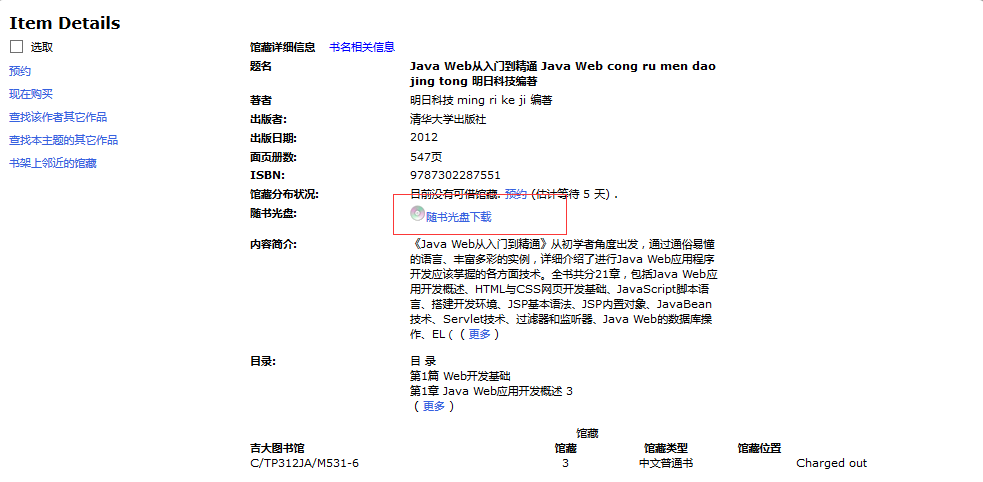 Item Details
选取
预约
现在购买
查找该作者其它作品
查找本主题的其它作品
书架上邻近的馆藏
馆藏详细信息 书名相关信息
题名 Java Web从入门到精通 Java Web cong ru men dao
jing tong 明日科技编著
著者 明日科技 ming ri ke ji 编著
出版者: 清华大学出版社
出版日期: 2012
面页册数: 547页
ISBN: 9787302287551
馆藏分布状况: 目前没有可借馆藏. 预约 (估计等待 5 天) .
随书光盘: 随书光盘下载
内容简介: 《Java Web从入门到精通》从初学者角度出发，通过通俗易懂
的语言、丰富多彩的实例，详细介绍了进行Java Web应用程序
开发应该掌握的各方面技术。全书共分21章，包括Java Web应
用开发概述、HTML与CSS网页开发基础、JavaScript脚本语
言、搭建开发环境、JSP基本语法、JSP内置对象、JavaBean
技术、Servlet技术、过滤器和监听器、Java Web的数据库操
作、EL（ ( 更多 )
目录: 目 录
第1篇 Web开发基础
第1章 Java Web应用开发概述 3
( 更多 )
馆藏
吉大图书馆 馆藏 馆藏类型 馆藏位置
C/TP312JA/M531-6 3 中文普通书 Charged out